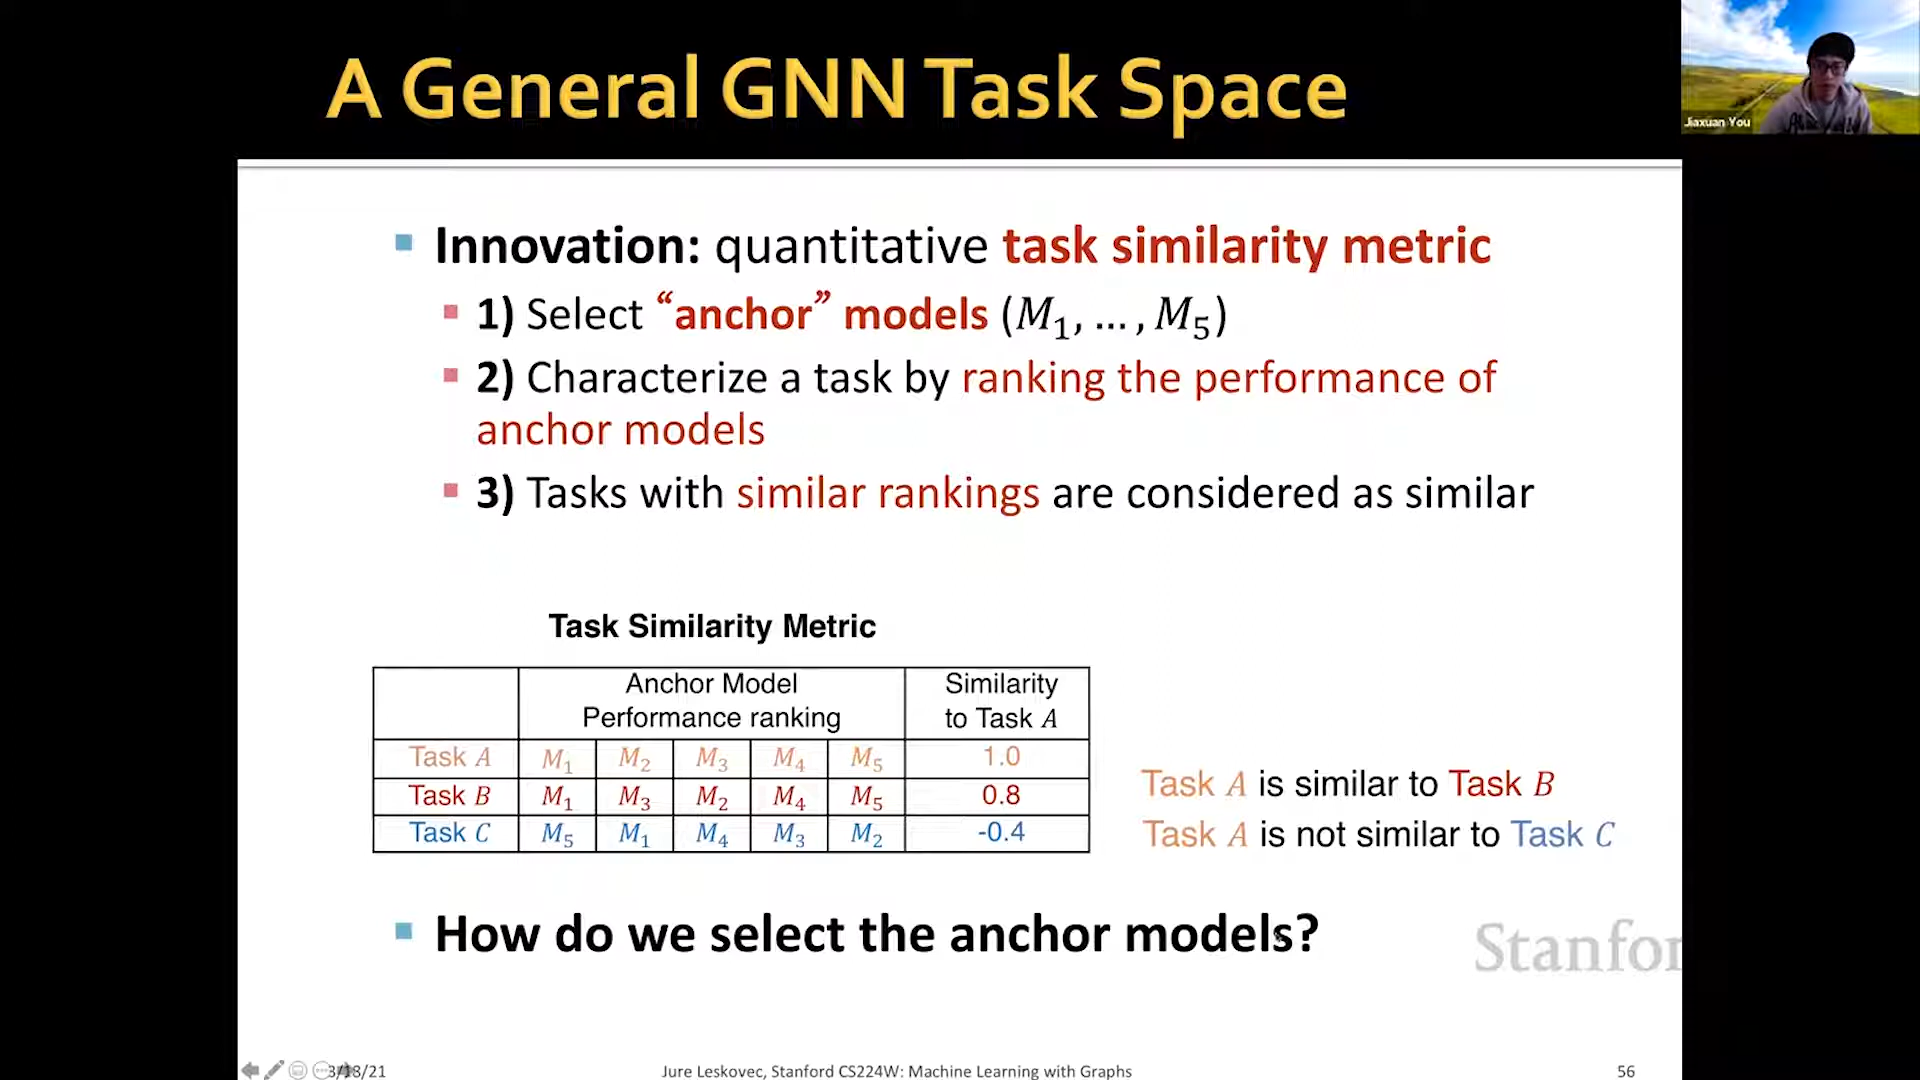 A General GNN Task Space
Jiaxuan You
Innovation: quantitative task similarity metric
1) Select “anchor” models (M₁, … , M₅)
2) Characterize a task by ranking the performance of
anchor models
3) Tasks with similar rankings are considered as similar
Task Similarity Metric
Anchor Model Performance ranking Similarity to Task A
Task A M₁ M₂ M₃ M₄ M₅ 1.0
Task B M₁ M₃ M₂ M₄ M₅ 0.8
Task C M₅ M₁ M₄ M₃ M₂ -0.4
Task A is similar to Task B
Task A is not similar to Task C
How do we select the anchor models?
Stanfor
3/18/21
Jure Leskovec, Stanford CS224W: Machine Learning with Graphs
56